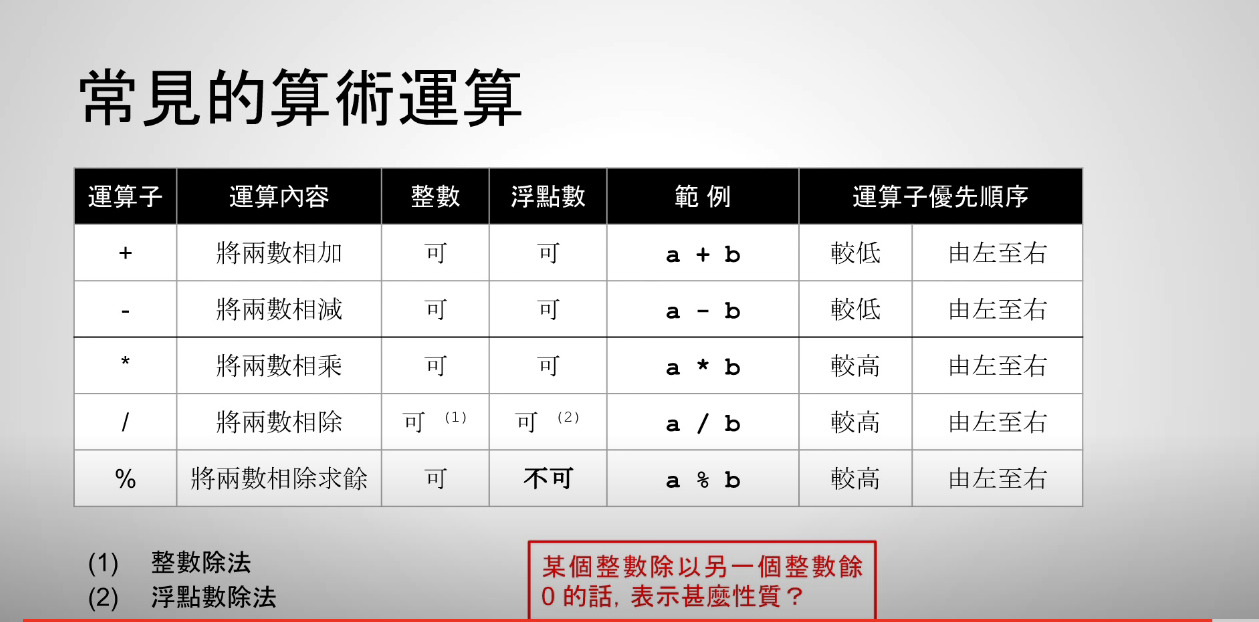 常見的算術運算
運算子 運算內容 整數 浮點數 範 例 運算子優先順序
+ 將兩數相加 可 可 a + b 較低 由左至右
- 將兩數相減 可 可 a - b 較低 由左至右
* 將兩數相乘 可 可 a * b 較高 由左至右
/ 將兩數相除 可 (1) 可 (2) a / b 較高 由左至右
% 將兩數相除求餘 可 不可 a % b 較高 由左至右
(1) 整數除法
(2) 浮點數除法
某個整數除以另一個整數餘
0 的話, 表示甚麼性質？